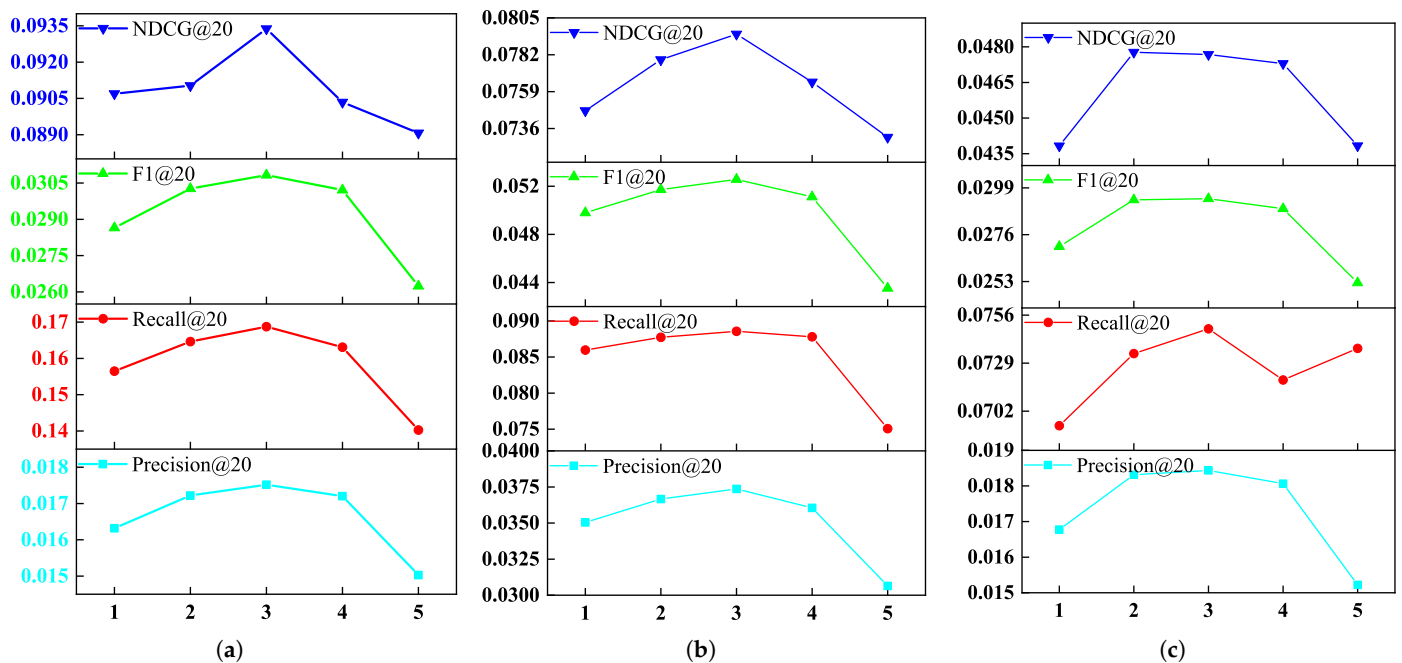 0.0935
NDCG@20
0.0920
0.0905
0.0890
F1@20
0.0305
0.0290
0.0275
0.0260
Recall@20
0.17
0.16
0.15
0.14
Precision@20
0.018
0.017
0.016
0.015
1 2 3 4 5
(a)
0.0805
NDCG@20
0.0782
0.0759
0.0736
F1@20
0.052
0.048
0.044
Recall@20
0.090
0.085
0.080
0.075
0.0400
Precision@20
0.0375
0.0350
0.0325
0.0300
1 2 3 4 5
(b)
NDCG@20
0.0480
0.0465
0.0450
0.0435
F1@20
0.0299
0.0276
0.0253
0.0756
Recall@20
0.0729
0.0702
0.019
Precision@20
0.018
0.017
0.016
0.015
1 2 3 4 5
(c)